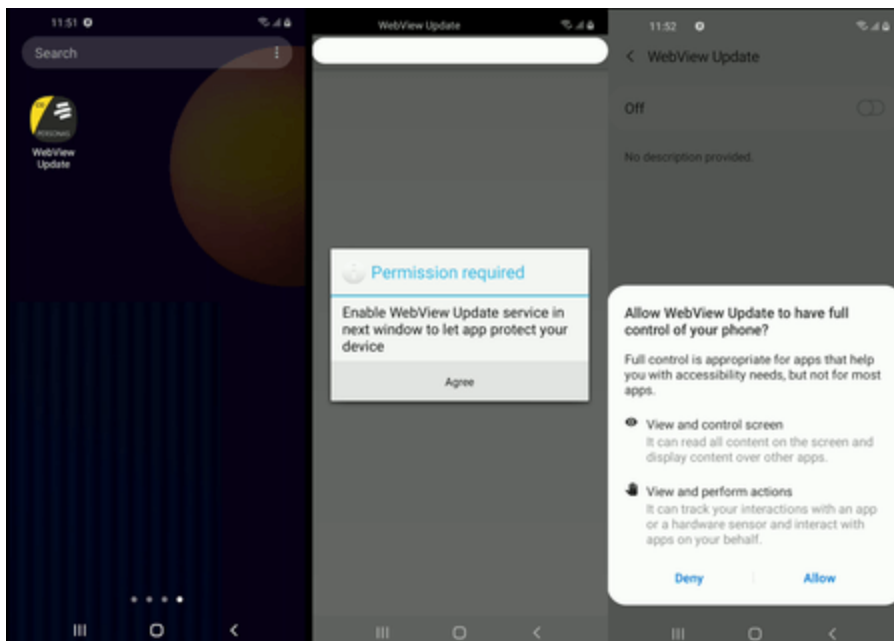 11:51
Search
PERSONAS
WebView
Update
WebView Update
Permission required
Enable WebView Update service in
next window to let app protect your
device
Agree
11:52
WebView Update
Off
No description provided.
Allow WebView Update to have full
control of your phone?
Full control is appropriate for apps that help
you with accessibility needs, but not for most
apps.
View and control screen
It can read all content on the screen and
display content over other apps.
View and perform actions
It can track your interactions with an app
or a hardware sensor and interact with
apps on your behalf.
Deny
Allow